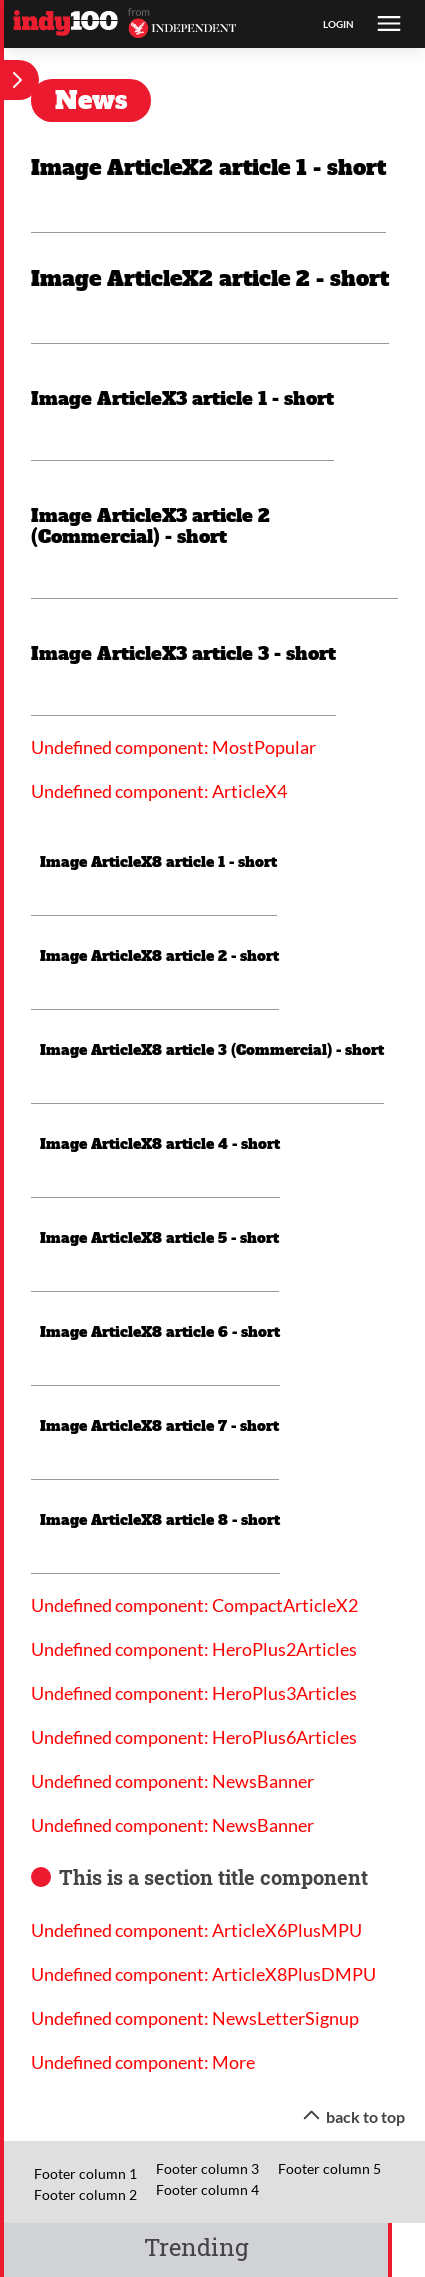 indy100 from INDEPENDENT LOGIN
News
Image ArticleX2 article 1 - short
Image ArticleX2 article 2 - short
Image ArticleX3 article 1 - short
Image ArticleX3 article 2
(Commercial) - short
Image ArticleX3 article 3 - short
Undefined component: MostPopular
Undefined component: ArticleX4
Image ArticleX8 article 1 - short
Image ArticleX8 article 2 - short
Image ArticleX8 article 3 (Commercial) - short
Image ArticleX8 article 4 - short
Image ArticleX8 article 5 - short
Image ArticleX8 article 6 - short
Image ArticleX8 article 7 - short
Image ArticleX8 article 8 - short
Undefined component: CompactArticleX2
Undefined component: HeroPlus2Articles
Undefined component: HeroPlus3Articles
Undefined component: HeroPlus6Articles
Undefined component: NewsBanner
Undefined component: NewsBanner
This is a section title component
Undefined component: ArticleX6PlusMPU
Undefined component: ArticleX8PlusDMPU
Undefined component: NewsLetterSignup
Undefined component: More
back to top
Footer column 1
Footer column 2
Footer column 3
Footer column 4
Footer column 5
Trending